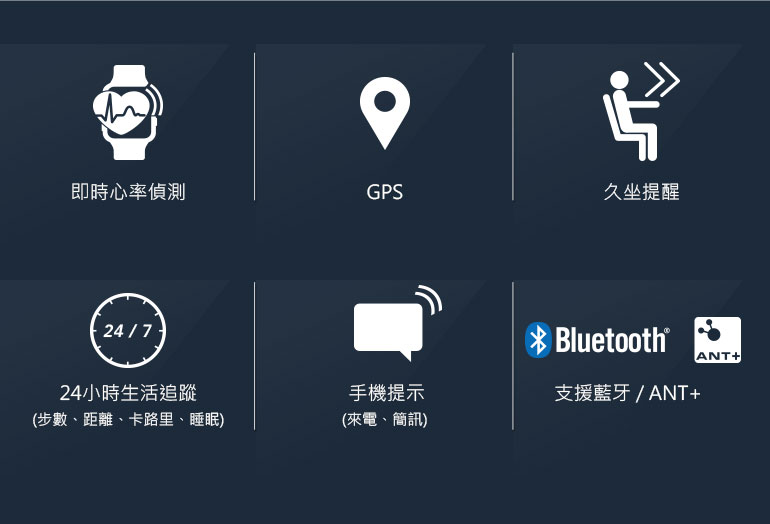 即時心率偵測
GPS
久坐提醒
24 / 7
24小時生活追蹤
(步數、距離、卡路里、睡眠)
手機提示
(來電、簡訊)
Bluetooth®
ANT+
支援藍牙 / ANT+